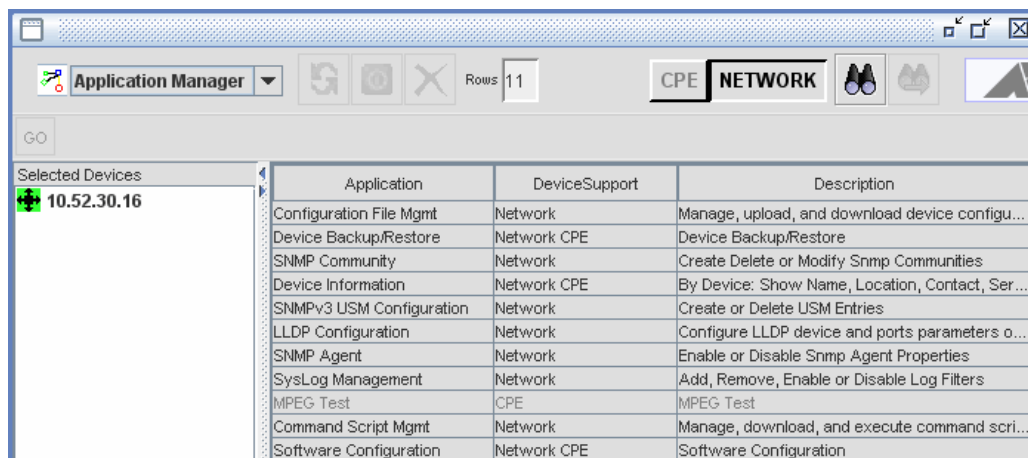 Application Manager Rows 11 CPE NETWORK
GO
Selected Devices
10.52.30.16
Application DeviceSupport Description
Configuration File Mgmt Network Manage, upload, and download device configu...
Device Backup/Restore Network CPE Device Backup/Restore
SNMP Community Network Create Delete or Modify Snmp Communities
Device Information Network CPE By Device: Show Name, Location, Contact, Ser...
SNMPv3 USM Configuration Network Create or Delete USM Entries
LLDP Configuration Network Configure LLDP device and ports parameters o...
SNMP Agent Network Enable or Disable Snmp Agent Properties
SysLog Management Network Add, Remove, Enable or Disable Log Filters
MPEG Test CPE MPEG Test
Command Script Mgmt Network Manage, download, and execute command scri...
Software Configuration Network CPE Software Configuration